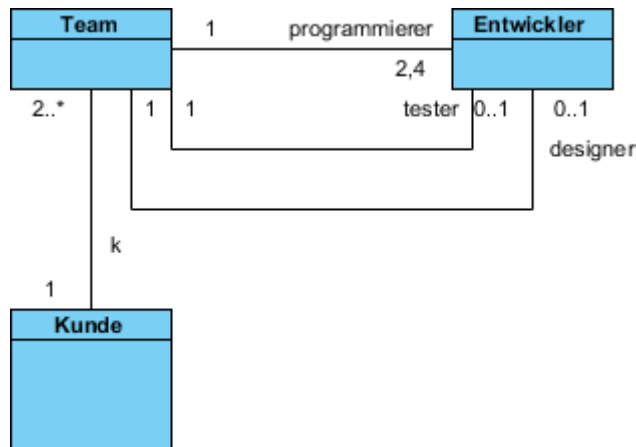 Team
1
programmierer
Entwickler
2,4
2..*
1
1
tester
0..1
0..1
designer
k
1
Kunde